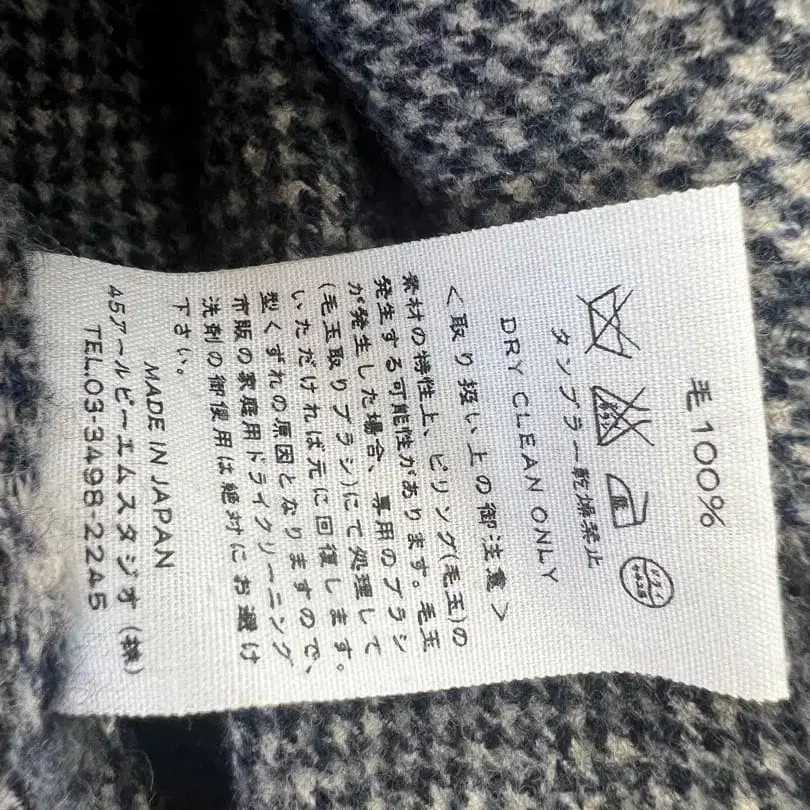 毛100%
中
ドライ
セキユ系
タンブラー乾燥禁止
DRY CLEAN ONLY
<取り扱い上の御注意>
素材の特性上、ピリング(毛玉)の
発生する可能性があります。毛玉
が発生した場合、専用のブラシ
(毛玉取りブラシ)にて処理して
いただければ元に回復します。
型くずれの原因となりますので、
市販の家庭用ドライクリーニング
洗剤の御使用は絶対にお避け
下さい。
MADE IN JAPAN
45アールピーエムスタジオ(株)
TEL.03-3498-2245